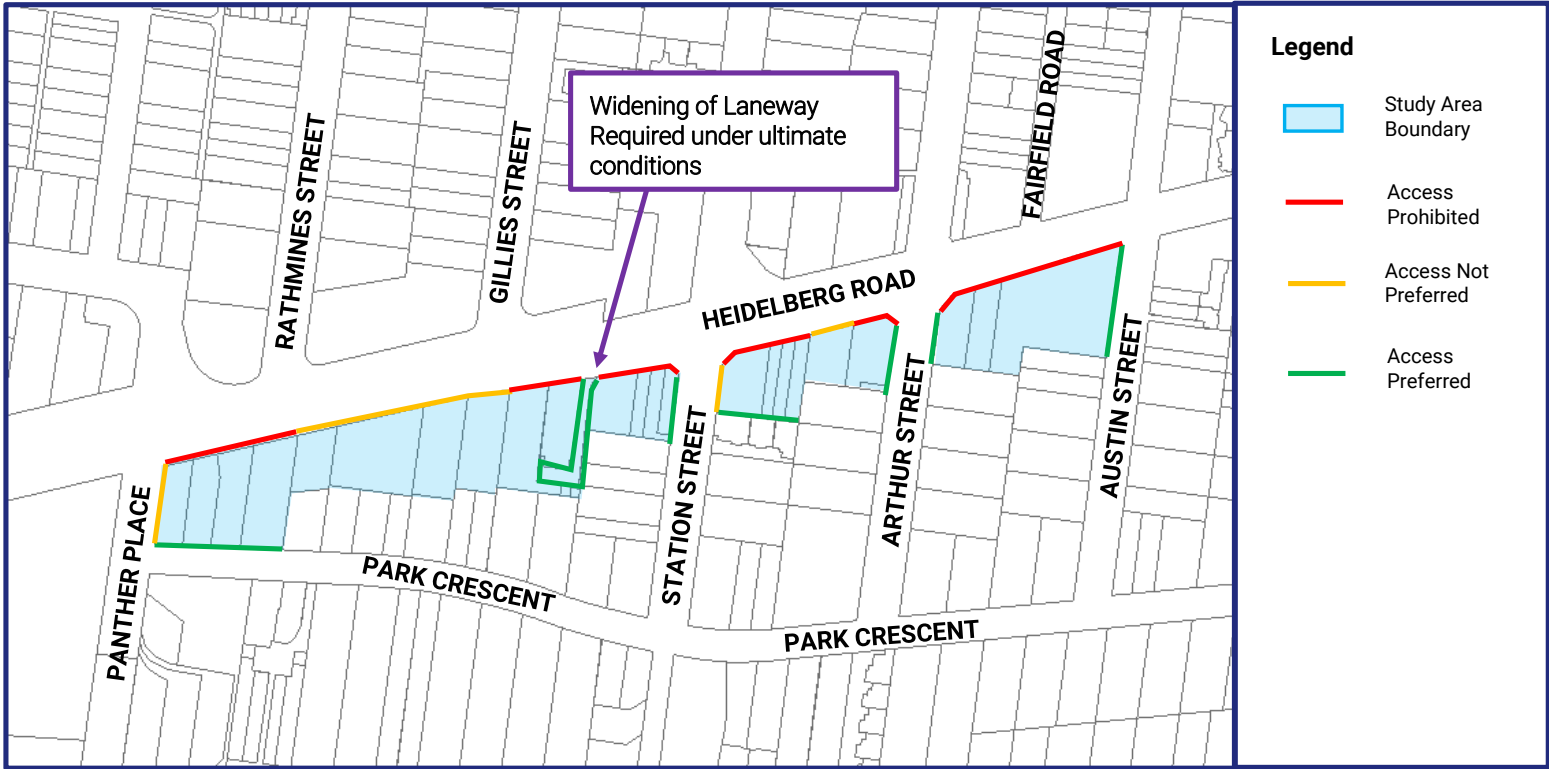 RATHMINES STREET
GILLIES STREET
Widening of Laneway
Required under ultimate
conditions
FAIRFIELD ROAD
HEIDELBERG ROAD
PANTHER PLACE
PARK CRESCENT
STATION STREET
ARTHUR STREET
AUSTIN STREET
PARK CRESCENT
Legend
Study Area
Boundary
Access
Prohibited
Access Not
Preferred
Access
Preferred